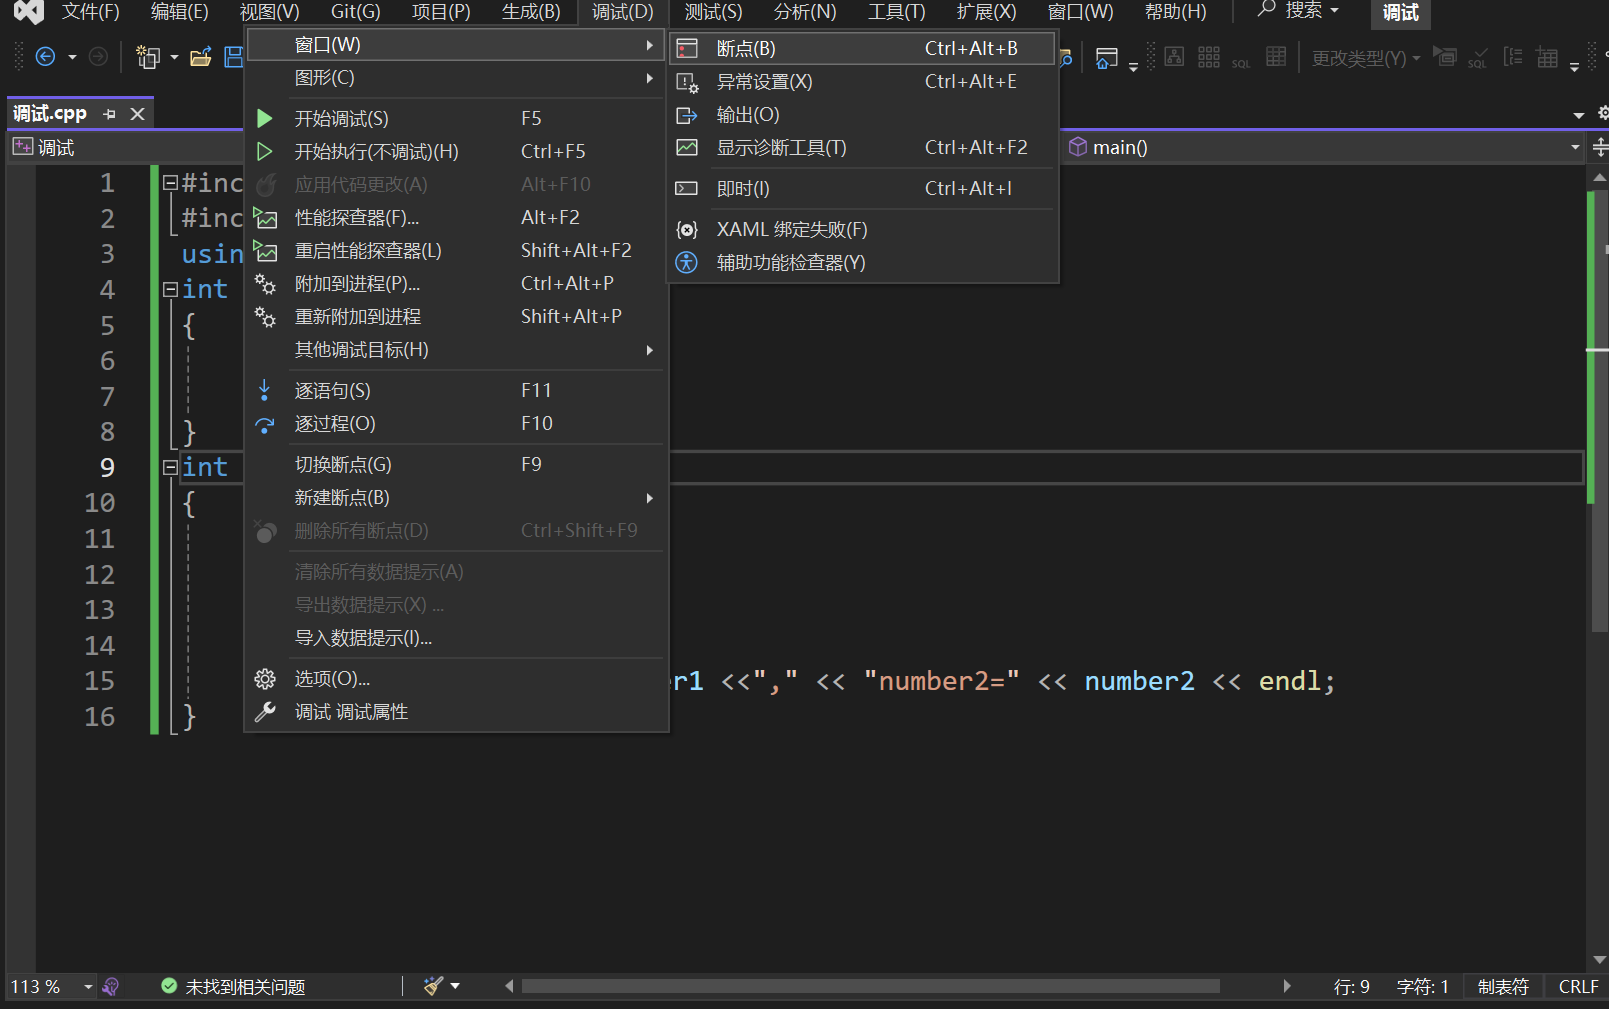 文件(F) 编辑(E) 视图(V) Git(G) 项目(P) 生成(B) 调试(D) 测试(S) 分析(N) 工具(T) 扩展(X) 窗口(W) 帮助(H) 搜索 调试
更改类型(Y) SQL SQL
调试.cpp
调试
main()
窗口(W)
图形(C)
开始调试(S) F5
开始执行(不调试)(H) Ctrl+F5
应用代码更改(A) Alt+F10
性能探查器(F)... Alt+F2
重启性能探查器(L) Shift+Alt+F2
附加到进程(P)... Ctrl+Alt+P
重新附加到进程 Shift+Alt+P
其他调试目标(H)
逐语句(S) F11
逐过程(O) F10
切换断点(G) F9
新建断点(B)
删除所有断点(D) Ctrl+Shift+F9
清除所有数据提示(A)
导出数据提示(X) ...
导入数据提示(I)...
选项(O)...
调试 调试属性
断点(B) Ctrl+Alt+B
异常设置(X) Ctrl+Alt+E
输出(O)
显示诊断工具(T) Ctrl+Alt+F2
即时(I) Ctrl+Alt+I
XAML 绑定失败(F)
辅助功能检查器(Y)
1 #inc
2 #inc
3 usin
4 int
5 {
6
7
8 }
9 int
10 {
11
12
13
14
15 er1 <<"," << "number2=" << number2 << endl;
16 }
113 % 未找到相关问题 行: 9 字符: 1 制表符 CRLF